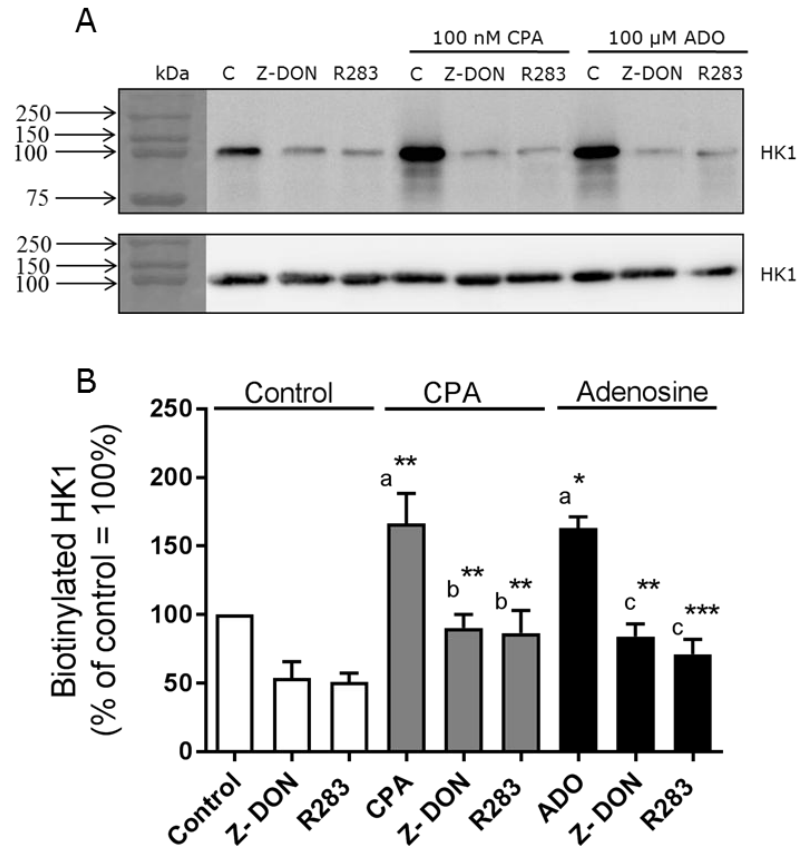 A
100 nM CPA 100 µM ADO
kDa C Z-DON R283 C Z-DON R283 C Z-DON R283
250
150
100
75
HK1
250
150
100
HK1
B
Control CPA Adenosine
Biotinylated HK1
(% of control = 100%)
250
200
150
100
50
0
a ** b ** b ** a * c ** c ***
Control Z- DON R283 CPA Z- DON R283 ADO Z- DON R283